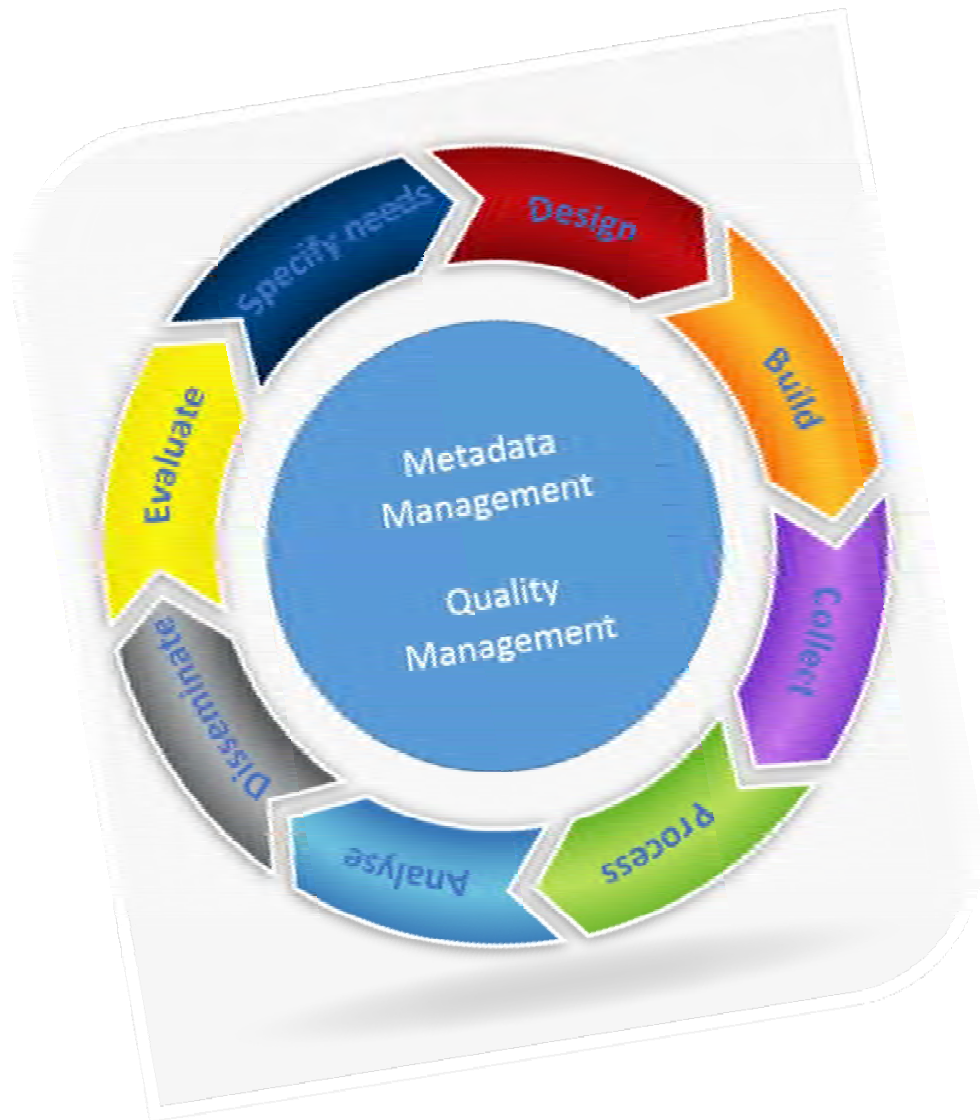 Specify needs
Design
Build
Collect
Process
Analyse
Disseminate
Evaluate
Metadata
Management
Quality
Management